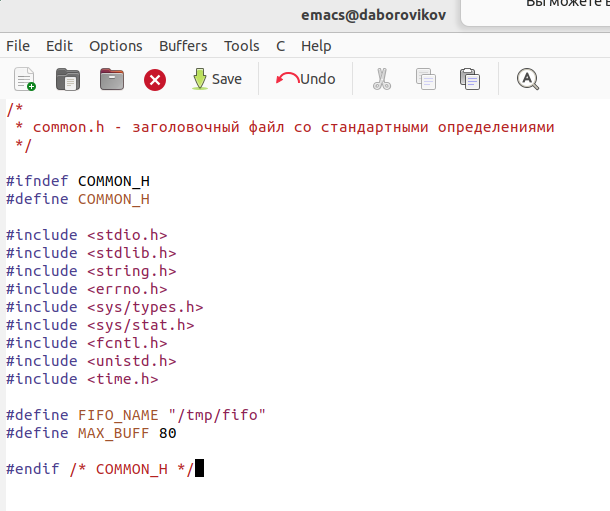 emacs@daborovikov
Вы можете
File Edit Options Buffers Tools C Help
Save Undo
/*
 * common.h - заголовочный файл со стандартными определениями
 */
#ifndef COMMON_H
#define COMMON_H
#include <stdio.h>
#include <stdlib.h>
#include <string.h>
#include <errno.h>
#include <sys/types.h>
#include <sys/stat.h>
#include <fcntl.h>
#include <unistd.h>
#include <time.h>
#define FIFO_NAME "/tmp/fifo"
#define MAX_BUFF 80
#endif /* COMMON_H */